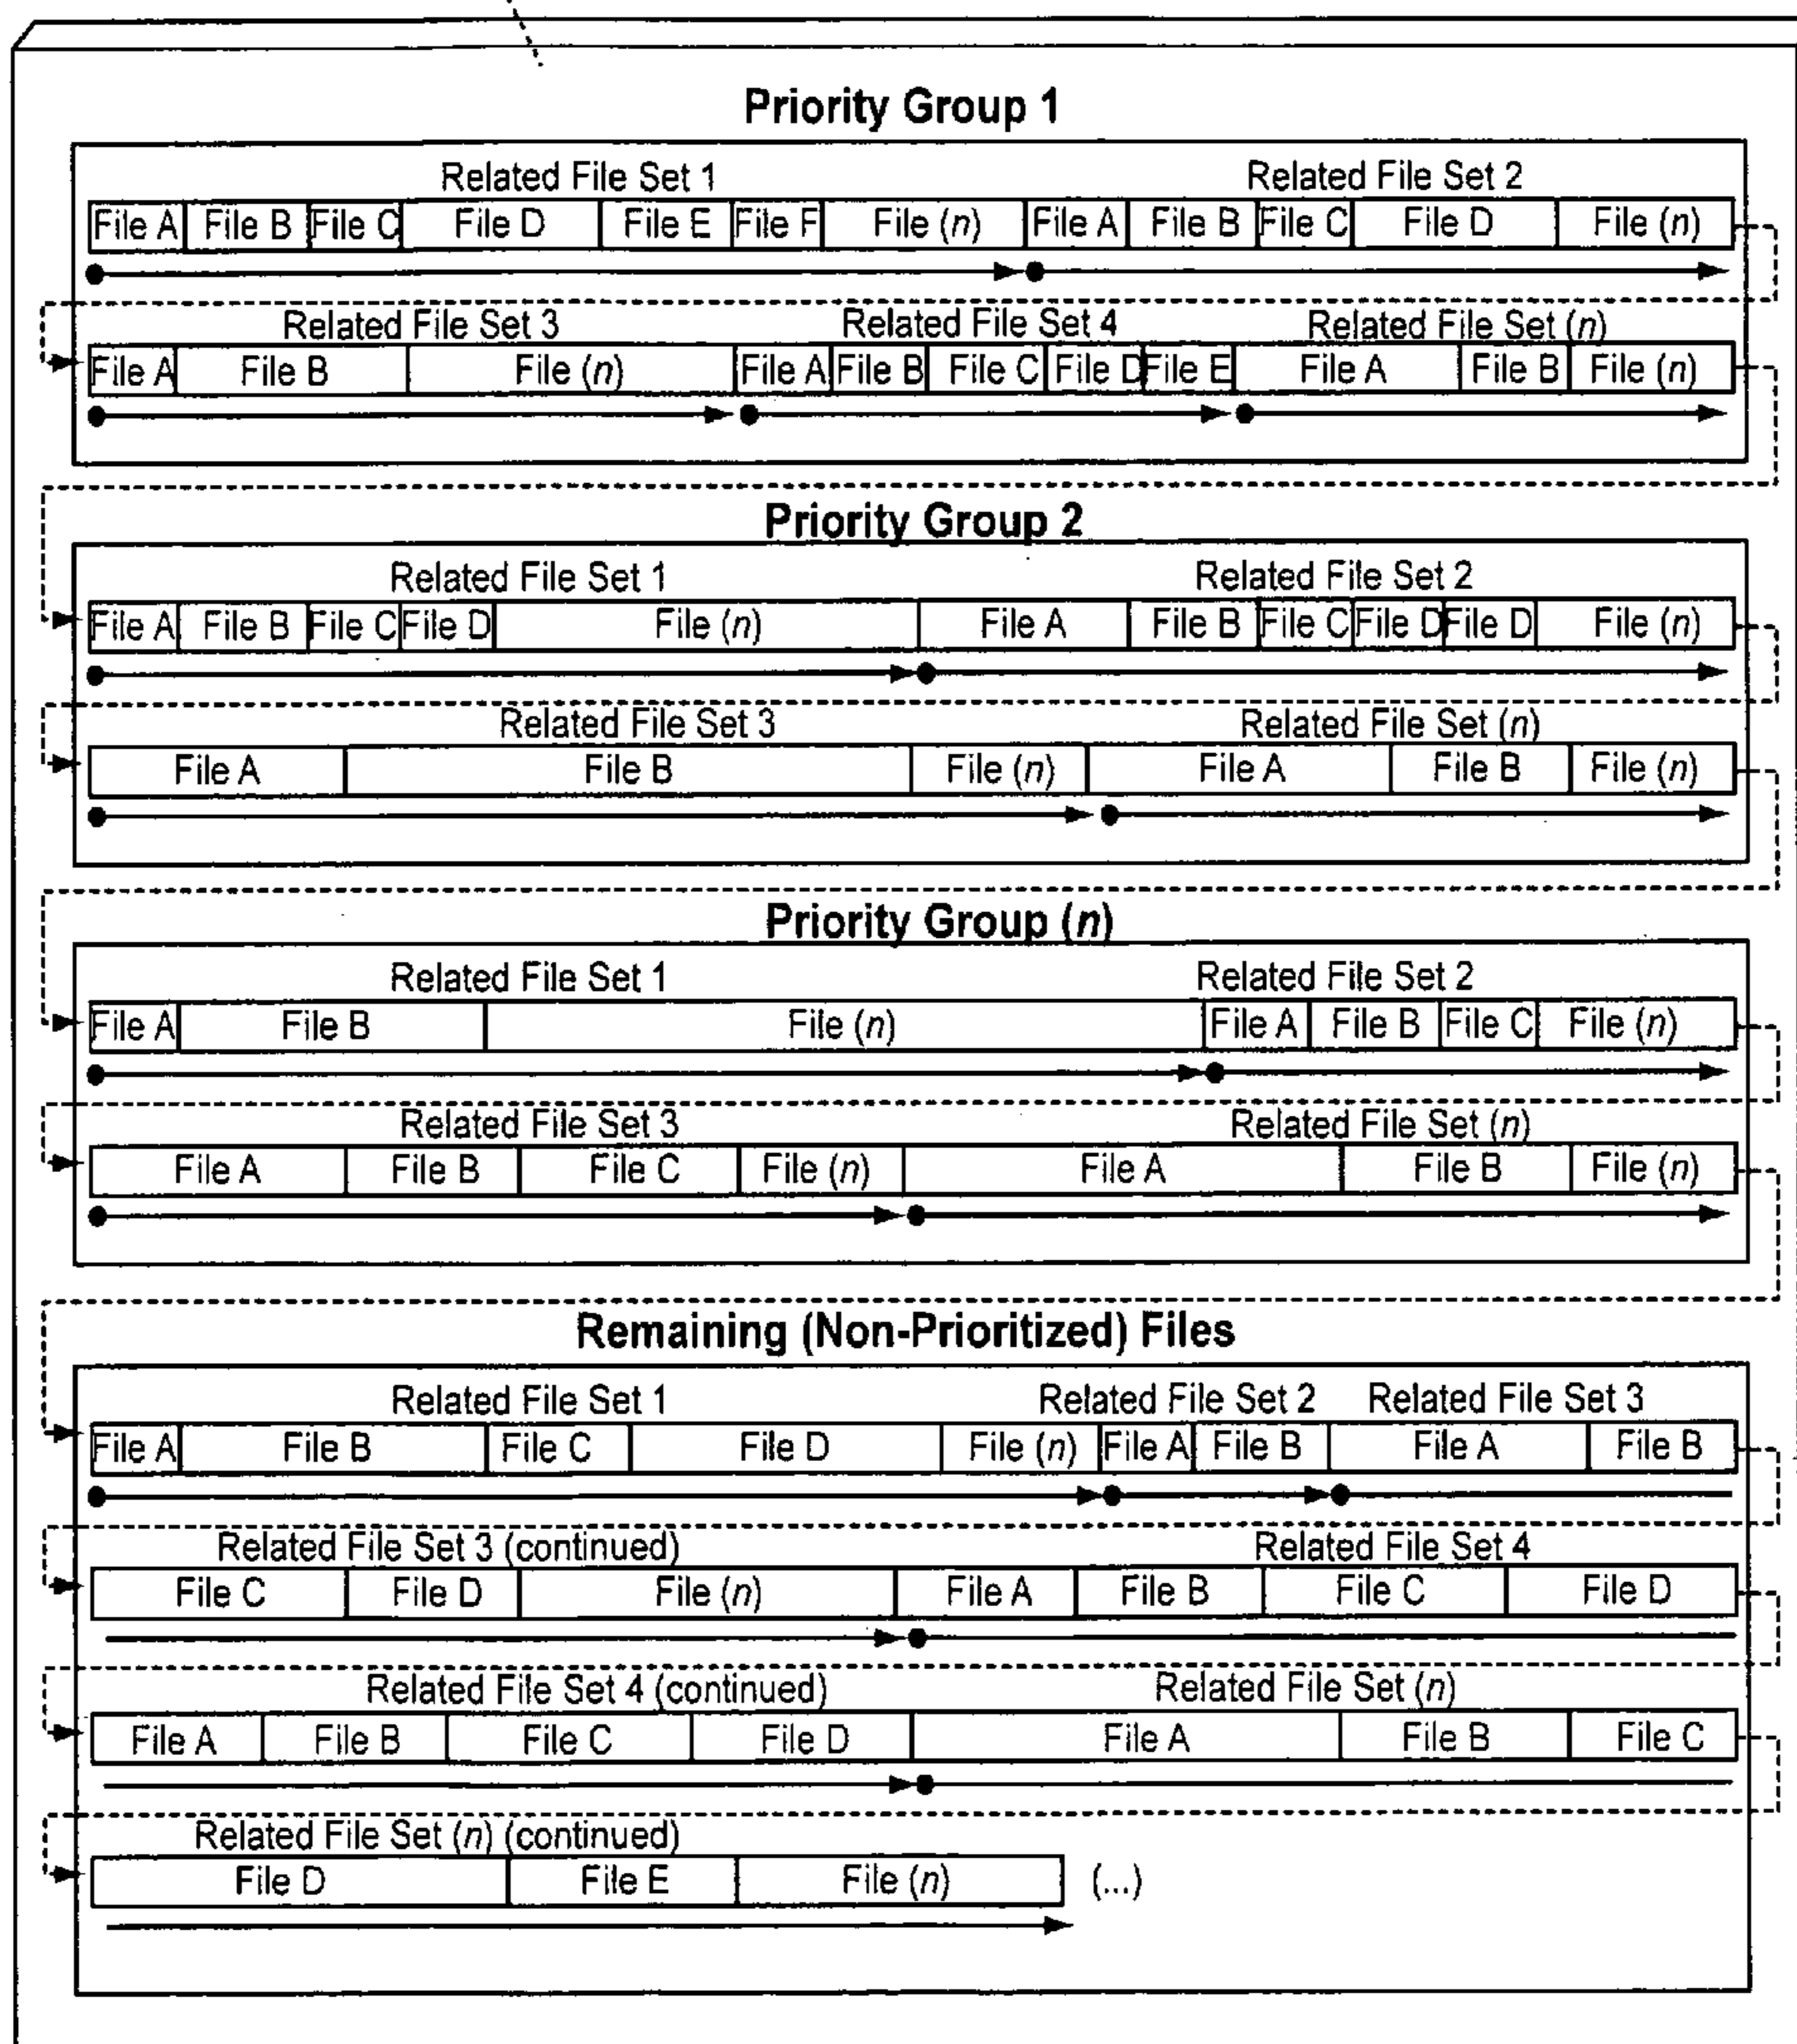 Priority Group 1
Related File Set 1 Related File Set 2
File A File B File C File D File E File F File (n) File A File B File C File D File (n)
Related File Set 3 Related File Set 4 Related File Set (n)
File A File B File (n) File A File B File C File D File E File A File B File (n)
Priority Group 2
Related File Set 1 Related File Set 2
File A File B File C File D File (n) File A File B File C File D File D File (n)
Related File Set 3 Related File Set (n)
File A File B File (n) File A File B File (n)
Priority Group (n)
Related File Set 1 Related File Set 2
File A File B File (n) File A File B File C File (n)
Related File Set 3 Related File Set (n)
File A File B File C File (n) File A File B File (n)
Remaining (Non-Prioritized) Files
Related File Set 1 Related File Set 2 Related File Set 3
File A File B File C File D File (n) File A File B File A File B
Related File Set 3 (continued) Related File Set 4
File C File D File (n) File A File B File C File D
Related File Set 4 (continued) Related File Set (n)
File A File B File C File D File A File B File C
Related File Set (n) (continued)
File D File E File (n) (...)